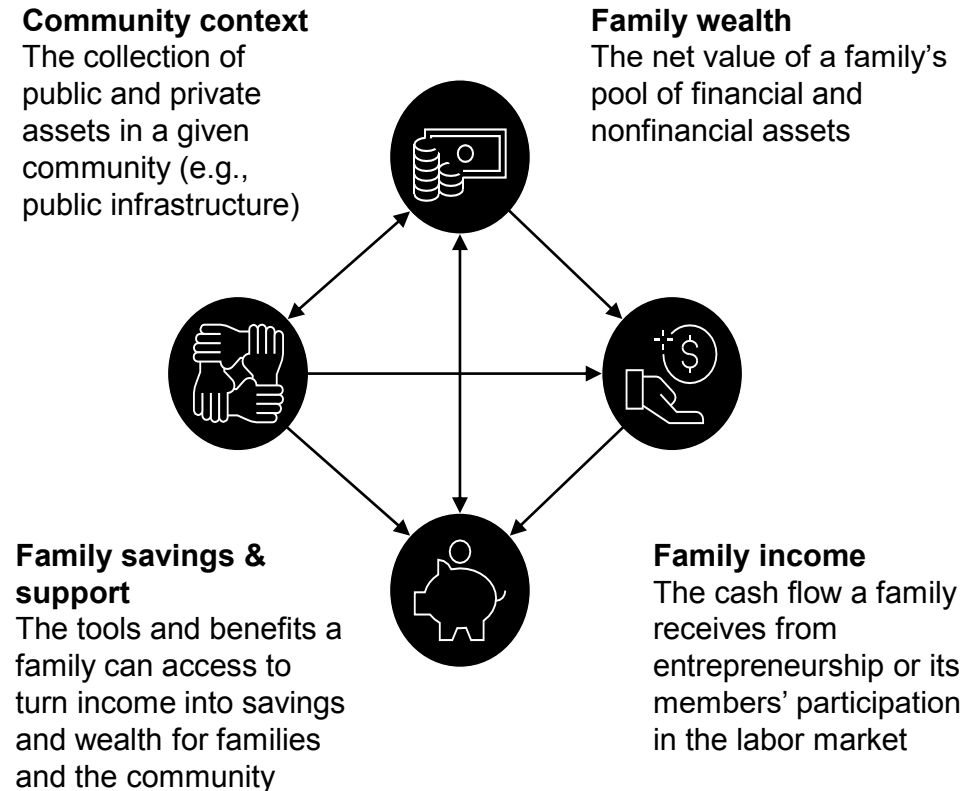 Community context
The collection of
public and private
assets in a given
community (e.g.,
public infrastructure)
Family wealth
The net value of a family’s
pool of financial and
nonfinancial assets
$
Family savings &
support
The tools and benefits a
family can access to
turn income into savings
and wealth for families
and the community
Family income
The cash flow a family
receives from
entrepreneurship or its
members’ participation
in the labor market